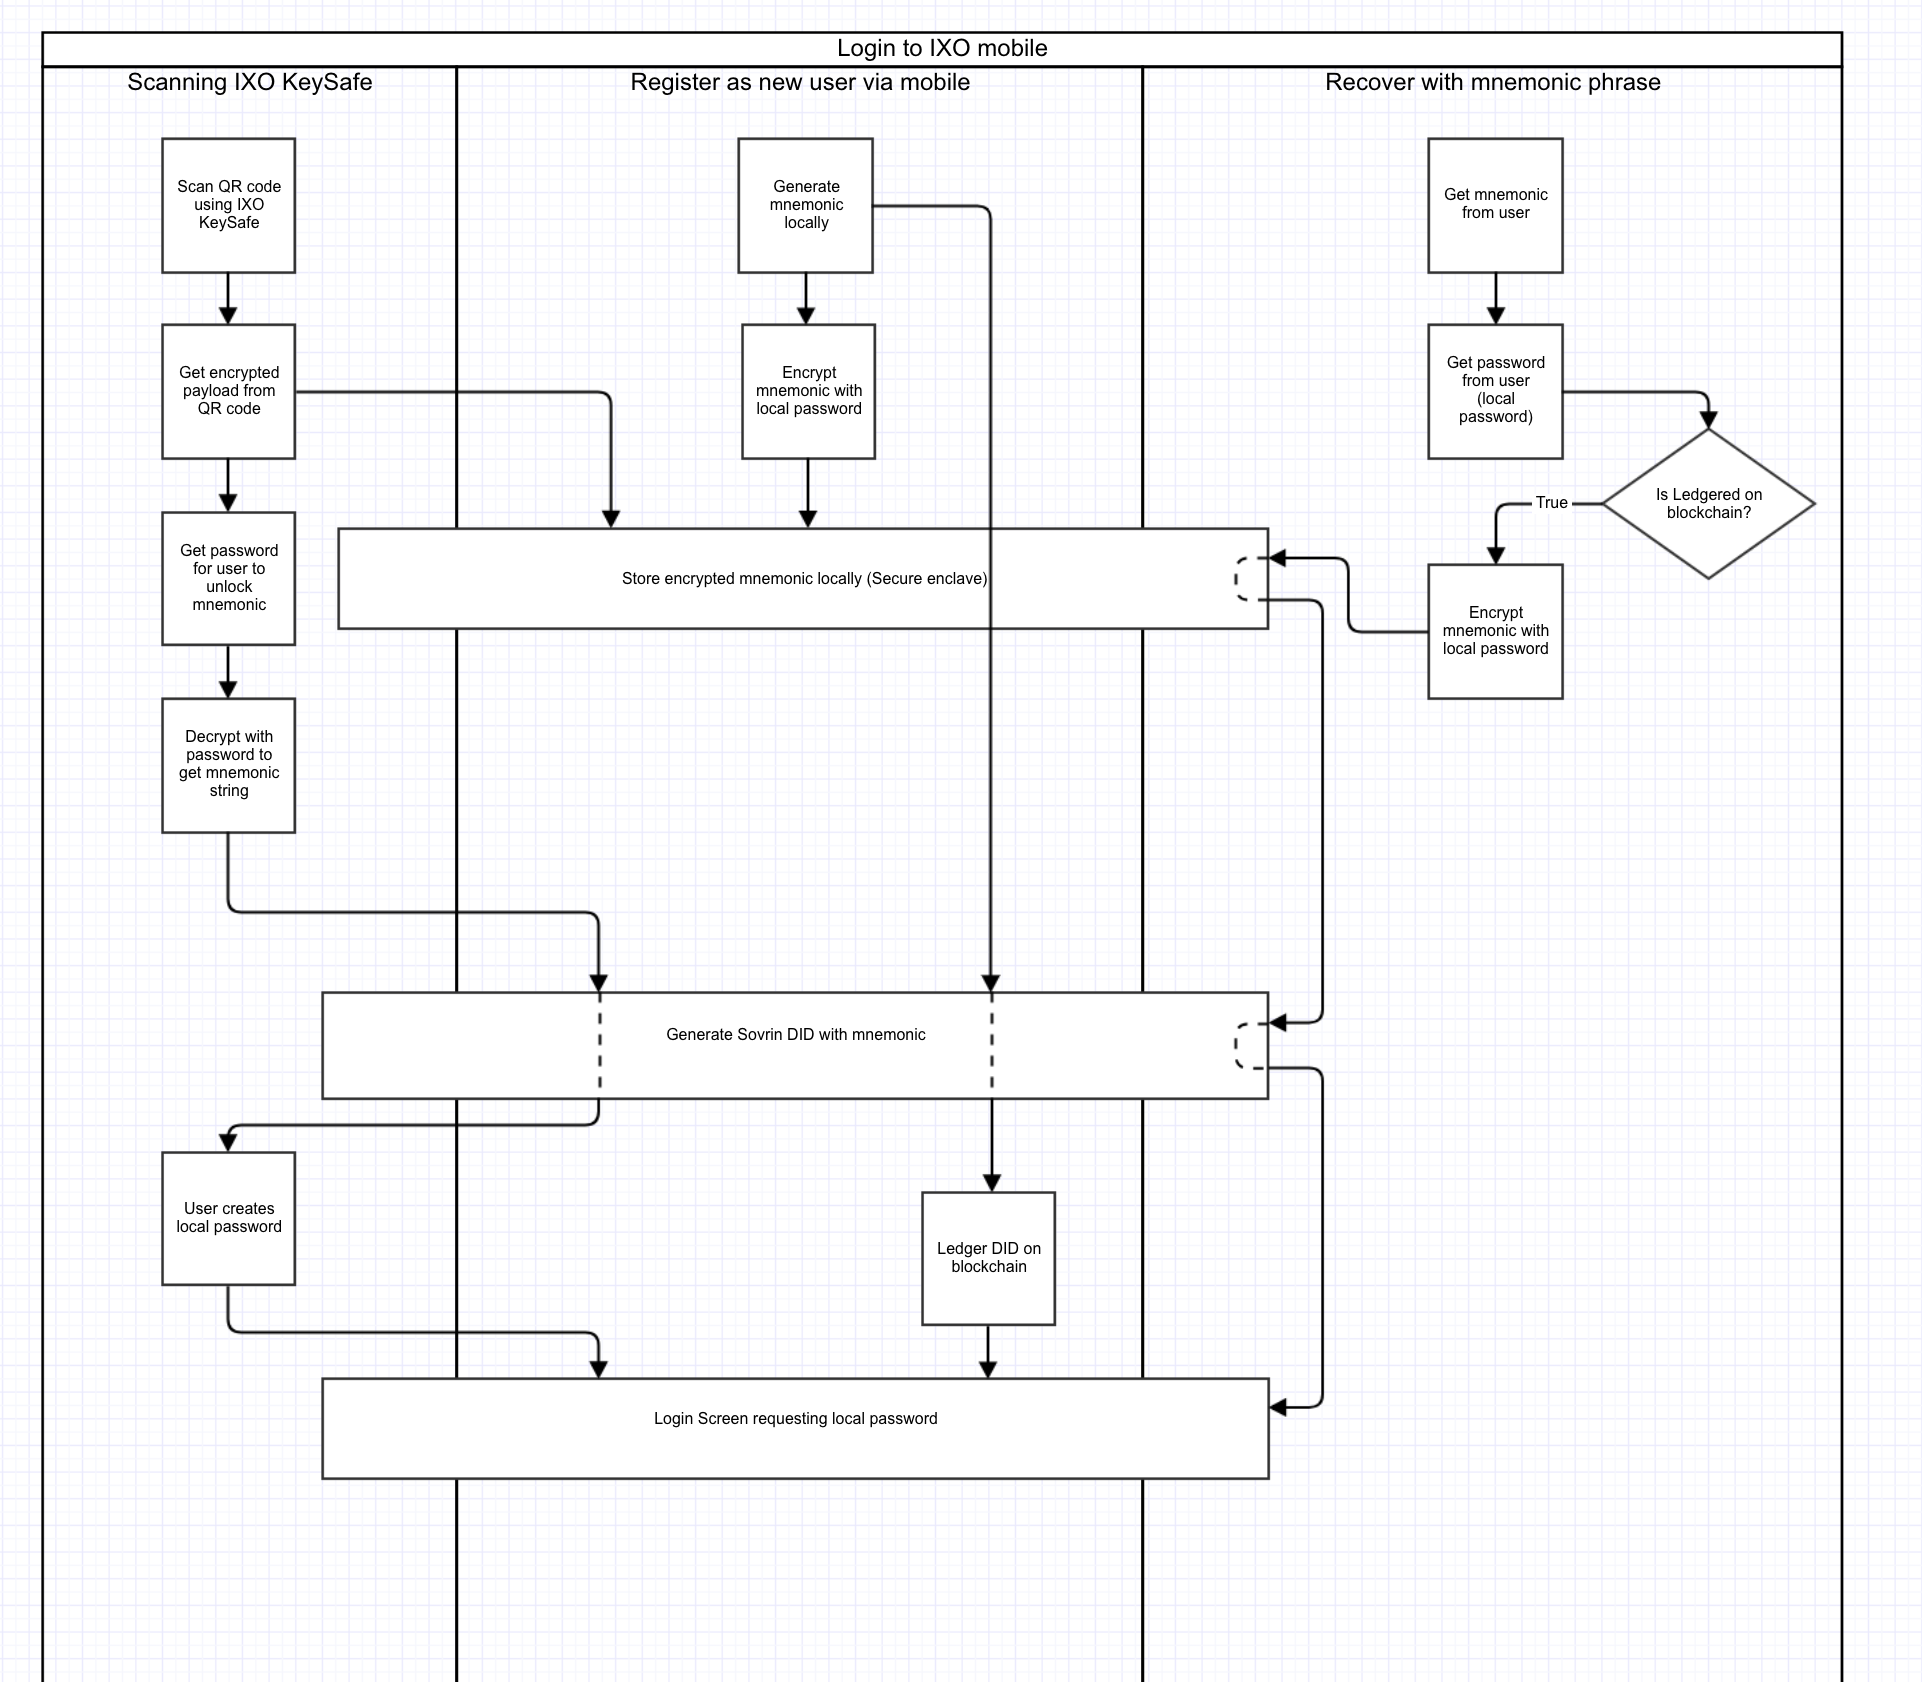 Login to IXO mobile
Scanning IXO KeySafe
Register as new user via mobile
Recover with mnemonic phrase
Scan QR code
using IXO
KeySafe
Generate
mnemonic
locally
Get mnemonic
from user
Get encrypted
payload from
QR code
Encrypt
mnemonic with
local password
Get password
from user
(local
password)
Is Ledgered on
blockchain?
True
Get password
for user to
unlock
mnemonic
Store encrypted mnemonic locally (Secure enclave)
Encrypt
mnemonic with
local password
Decrypt with
password to
get mnemonic
string
Generate Sovrin DID with mnemonic
User creates
local password
Ledger DID on
blockchain
Login Screen requesting local password